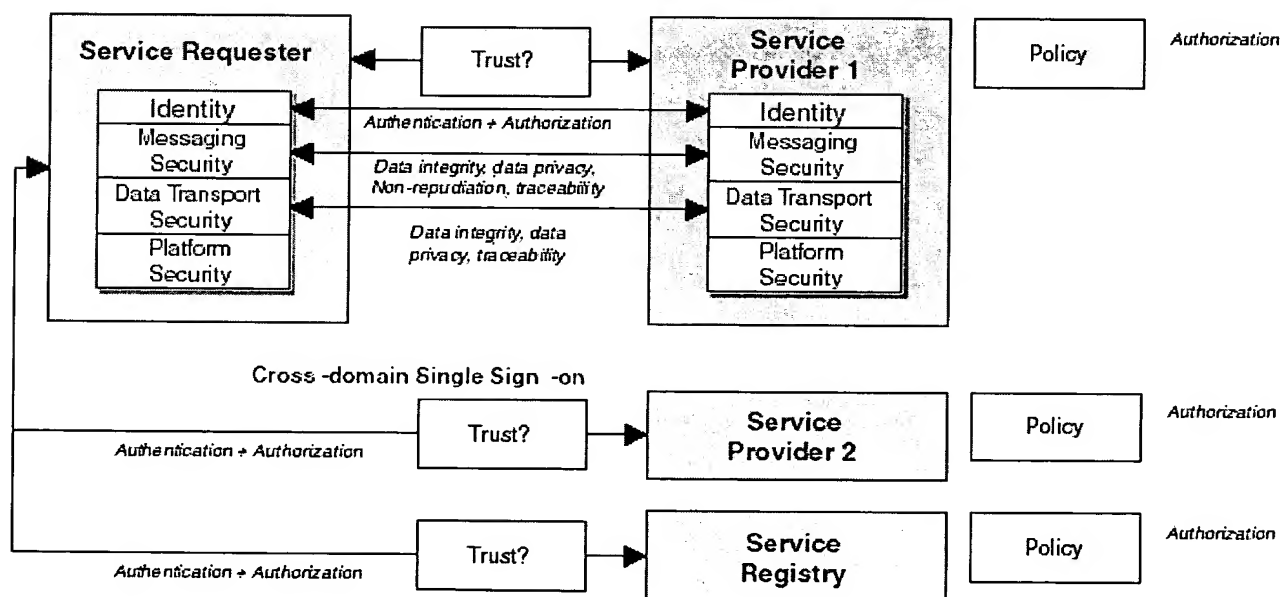 Service Requester
Trust?
Service
Provider 1
Policy
Authorization
Identity
Messaging
Security
Data Transport
Security
Platform
Security
Authentication + Authorization
Data integrity, data privacy,
Non-repudiation, traceability
Data integrity, data
privacy, traceability
Identity
Messaging
Security
Data Transport
Security
Platform
Security
Cross -domain Single Sign -on
Authentication + Authorization
Trust?
Service
Provider 2
Policy
Authorization
Authentication + Authorization
Trust?
Service
Registry
Policy
Authorization